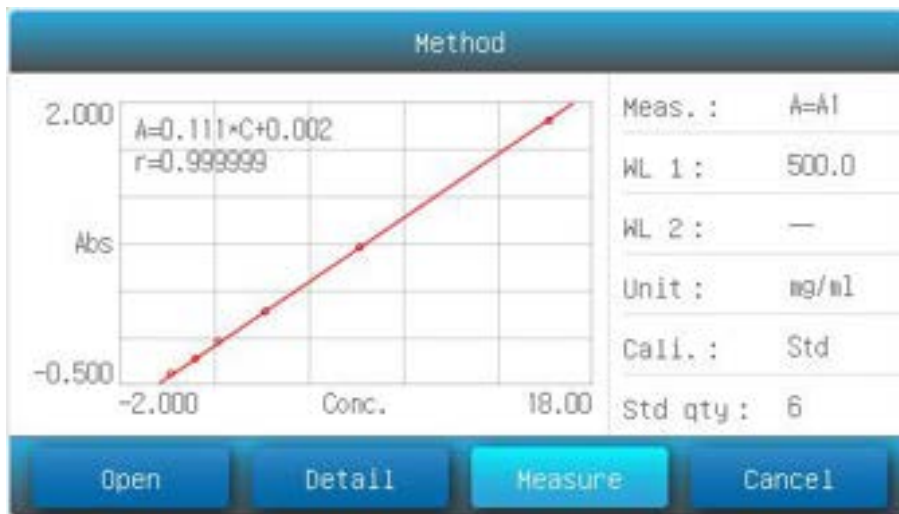 Method
2.000
A=0.111*C+0.002
r=0.999999
Abs
-0.500
-2.000 Conc. 18.00
Meas.: A=A1
WL 1: 500.0
WL 2: —
Unit: mg/ml
Cali.: Std
Std qty: 6
Open Detail Measure Cancel